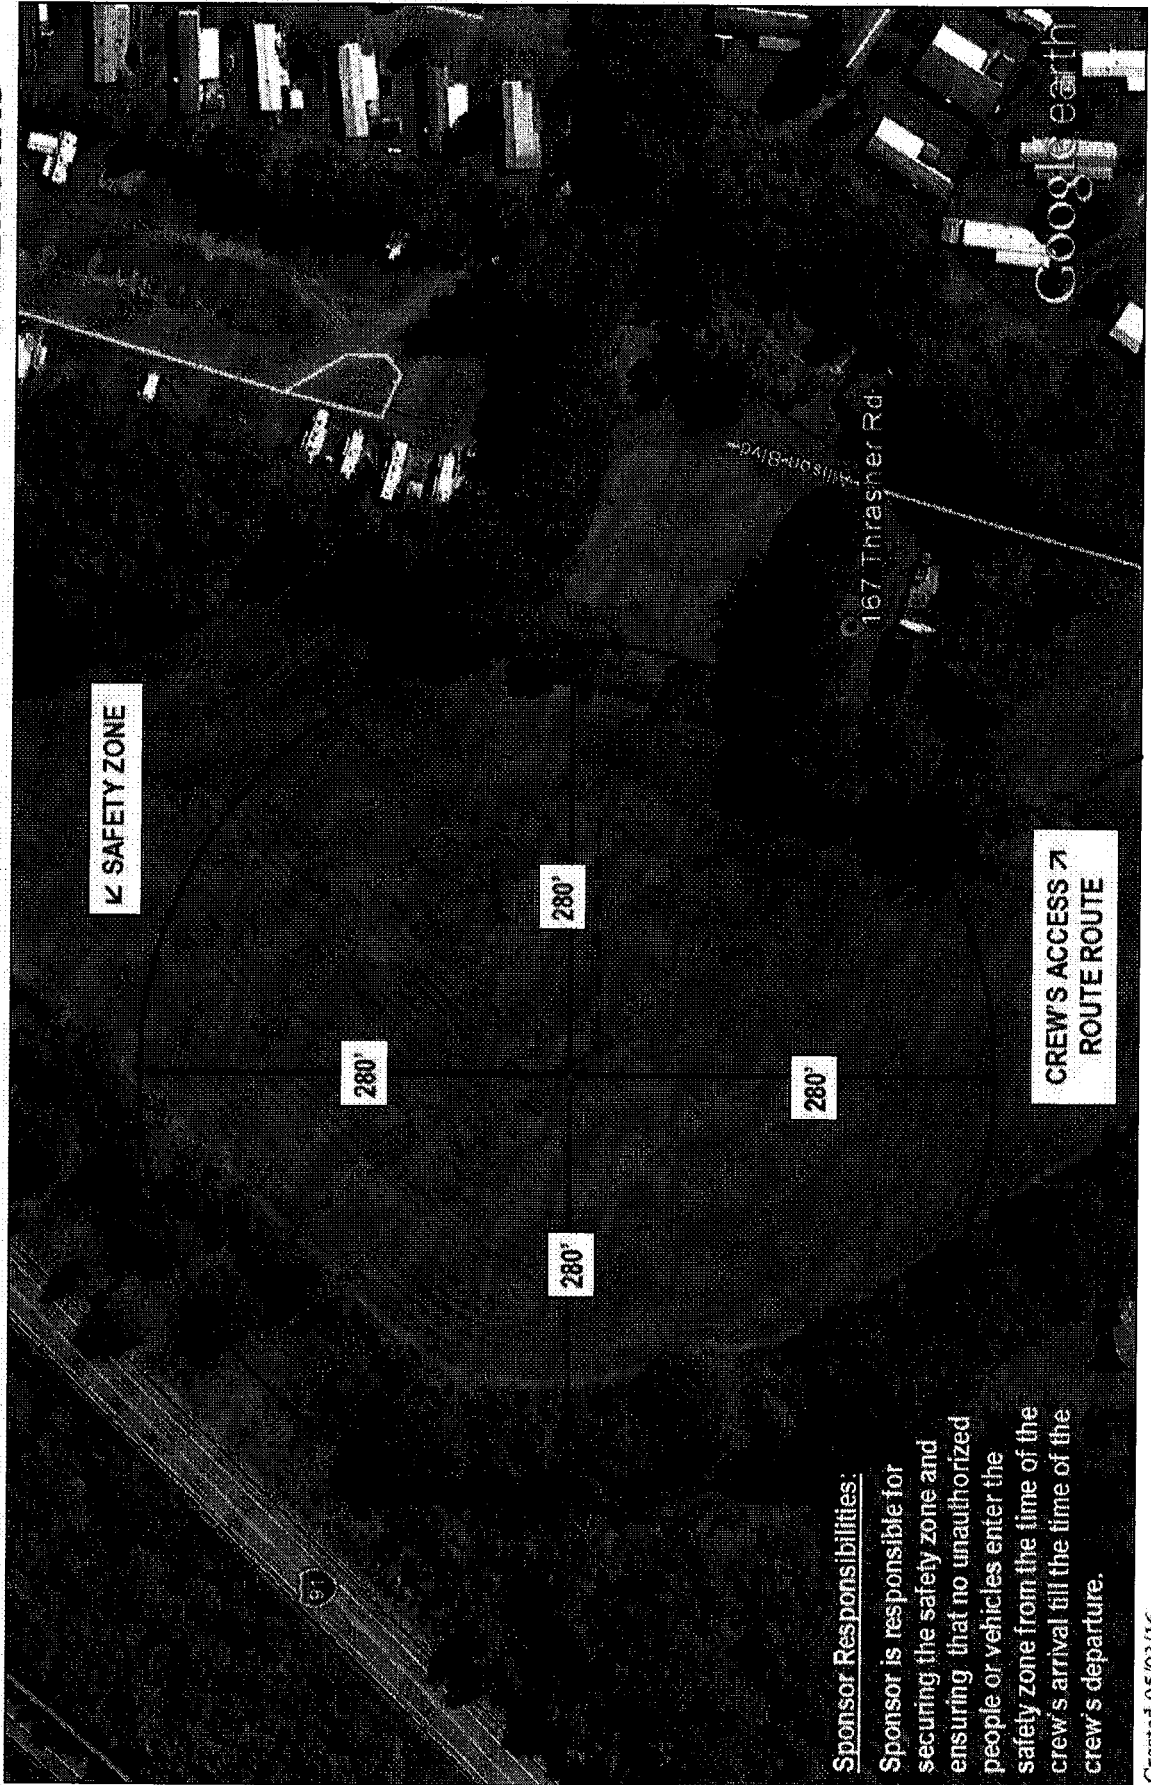 ↙ SAFETY ZONE
280'
280'
280'
280'
CREW'S ACCESS ↗
ROUTE ROUTE
167 Thrasher Rd
Google earth
91
Sponsor Responsibilities:
Sponsor is responsible for
securing the safety zone and
ensuring that no unauthorized
people or vehicles enter the
safety zone from the time of the
crew's arrival till the time of the
crew's departure.